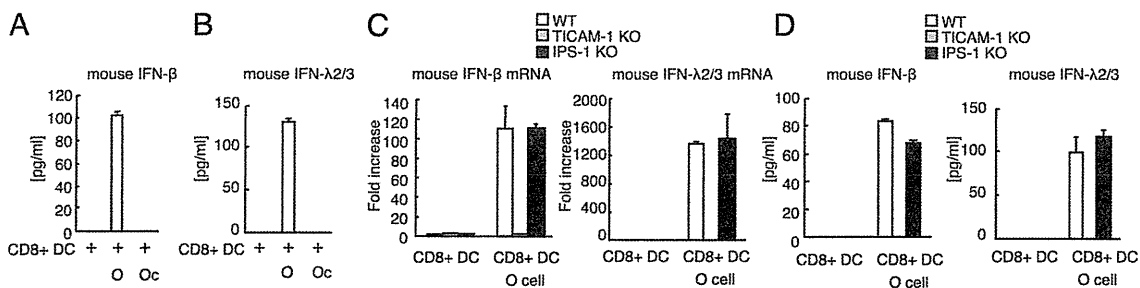 A
mouse IFN-β
[pg/ml]
120
100
80
60
40
20
0
CD8+ DC + + +
O Oc
B
mouse IFN-λ2/3
[pg/ml]
150
100
50
0
CD8+ DC + + +
O Oc
C
WT
TICAM-1 KO
IPS-1 KO
mouse IFN-β mRNA
Fold increase
120
100
80
60
40
20
0
CD8+ DC CD8+ DC
O cell
mouse IFN-λ2/3 mRNA
Fold increase
2000
1600
1200
800
400
0
CD8+ DC CD8+ DC
O cell
D
WT
TICAM-1 KO
IPS-1 KO
mouse IFN-β
[pg/ml]
100
80
60
40
20
0
CD8+ DC CD8+ DC
O cell
mouse IFN-λ2/3
[pg/ml]
150
100
50
0
CD8+ DC CD8+ DC
O cell